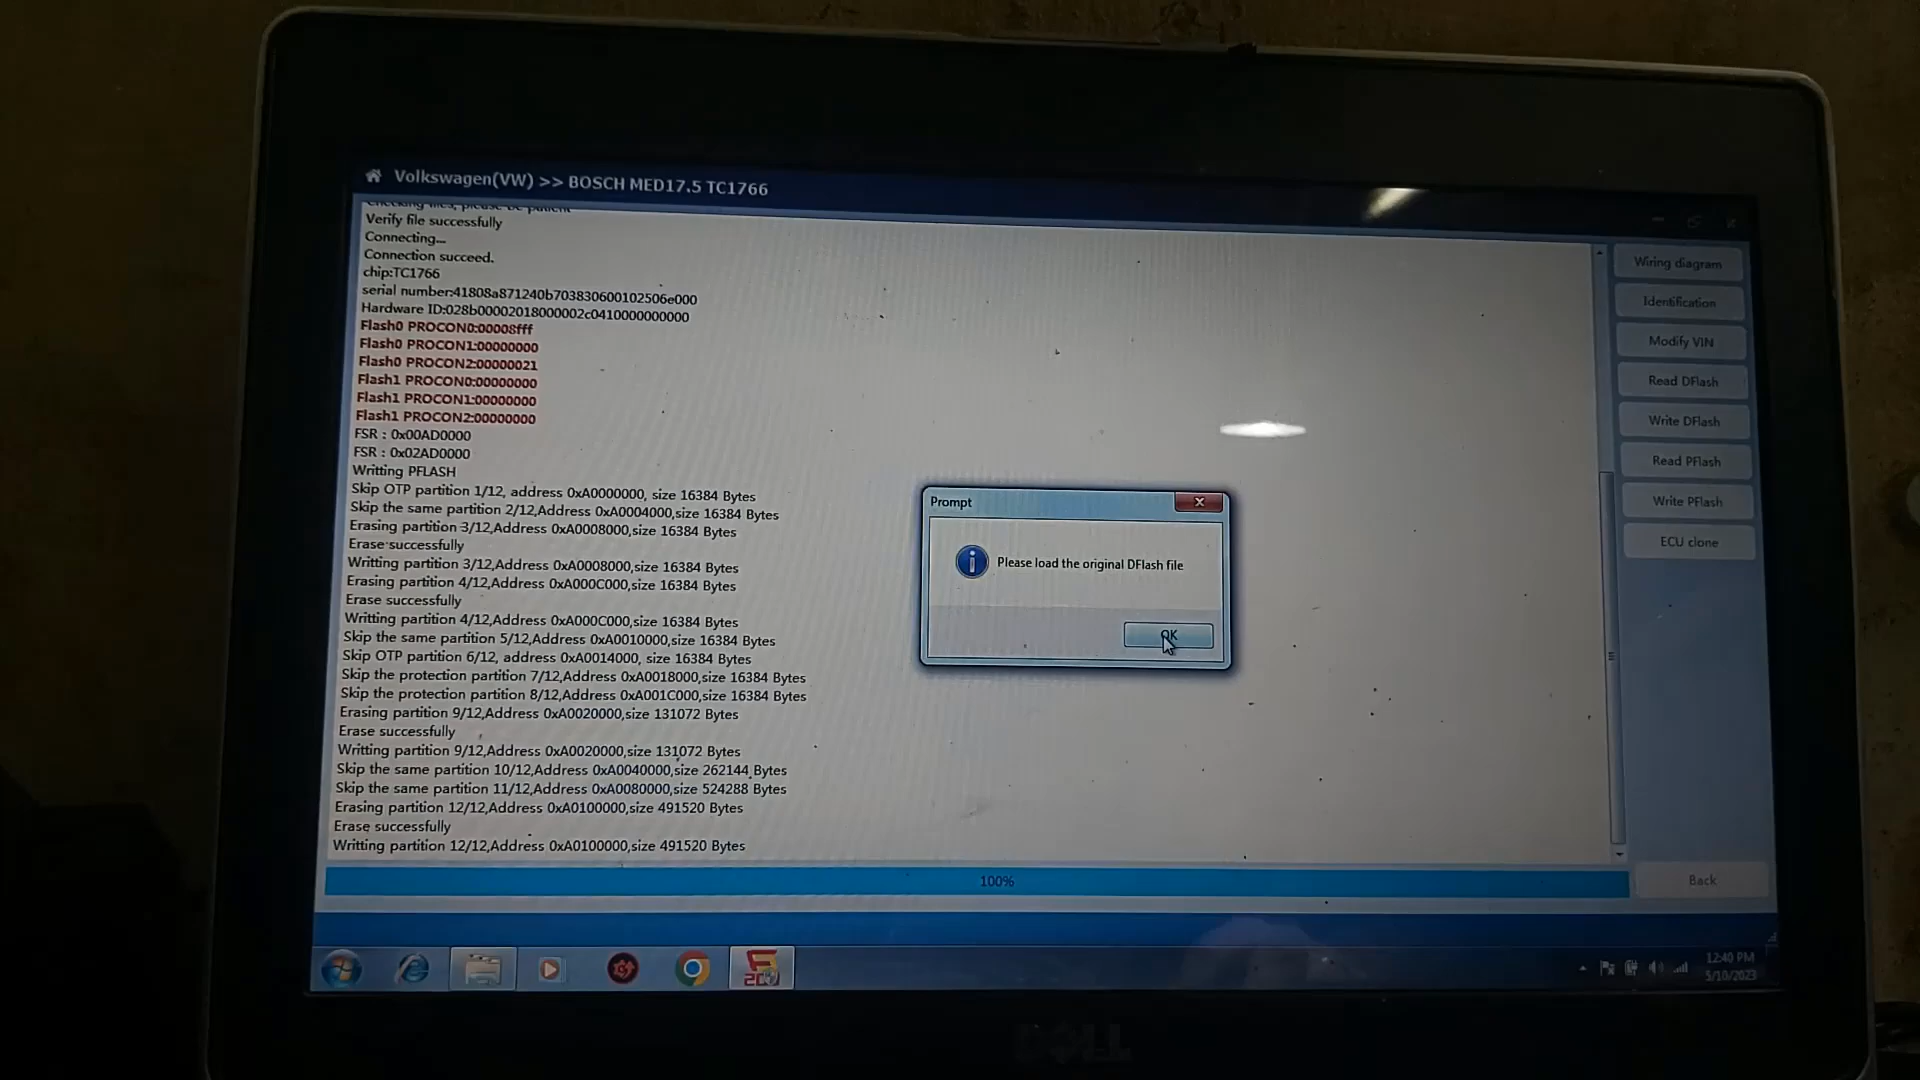 Volkswagen(VW) >> BOSCH MED17.5 TC1766
Checking files, please be patient
Verify file successfully
Connecting...
Connection succeed.
chip:TC1766
serial number:41808a871240b703830600102506e000
Hardware ID:028b00002018000002c0410000000000
Flash0 PROCON0:00008fff
Flash0 PROCON1:00000000
Flash0 PROCON2:00000021
Flash1 PROCON0:00000000
Flash1 PROCON1:00000000
Flash1 PROCON2:00000000
FSR : 0x00AD0000
FSR : 0x02AD0000
Writting PFLASH
Skip OTP partition 1/12, address 0xA0000000, size 16384 Bytes
Skip the same partition 2/12,Address 0xA0004000,size 16384 Bytes
Erasing partition 3/12,Address 0xA0008000,size 16384 Bytes
Erase successfully
Writting partition 3/12,Address 0xA0008000,size 16384 Bytes
Erasing partition 4/12,Address 0xA000C000,size 16384 Bytes
Erase successfully
Writting partition 4/12,Address 0xA000C000,size 16384 Bytes
Skip the same partition 5/12,Address 0xA0010000,size 16384 Bytes
Skip OTP partition 6/12, address 0xA0014000, size 16384 Bytes
Skip the protection partition 7/12,Address 0xA0018000,size 16384 Bytes
Skip the protection partition 8/12,Address 0xA001C000,size 16384 Bytes
Erasing partition 9/12,Address 0xA0020000,size 131072 Bytes
Erase successfully
Writting partition 9/12,Address 0xA0020000,size 131072 Bytes
Skip the same partition 10/12,Address 0xA0040000,size 262144 Bytes
Skip the same partition 11/12,Address 0xA0080000,size 524288 Bytes
Erasing partition 12/12,Address 0xA0100000,size 491520 Bytes
Erase successfully
Writting partition 12/12,Address 0xA0100000,size 491520 Bytes
100%
Prompt
Please load the original DFlash file
OK
Wiring diagram
Identification
Modify VIN
Read DFlash
Write DFlash
Read PFlash
Write PFlash
ECU clone
Back
12:40 PM
5/10/2023
DELL